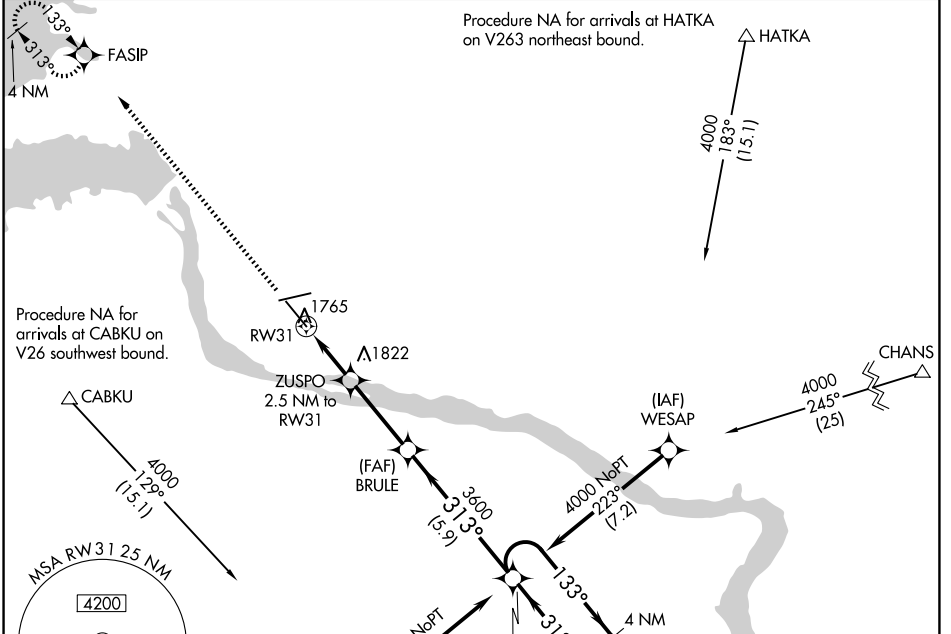 Procedure NA for arrivals at HATKA
on V263 northeast bound.
HATKA
133°
313°
FASIP
4 NM
4000
183°
(15.1)
1765
RW31
Procedure NA for
arrivals at CABKU on
V26 southwest bound.
1822
ZUSPO
2.5 NM to
RW31
CHANS
4000
245°
(25)
CABKU
(IAF)
WESAP
(FAF)
BRULE
4000
129°
(15.1)
4000 NoPT
223°
(7.2)
3600
313°
(5.9)
MSA RW31 25 NM
4200
133°
4 NM
NoPT